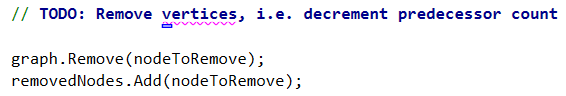 // TODO: Remove vertices, i.e. decrement predecessor count
graph.Remove(nodeToRemove);
removedNodes.Add(nodeToRemove);